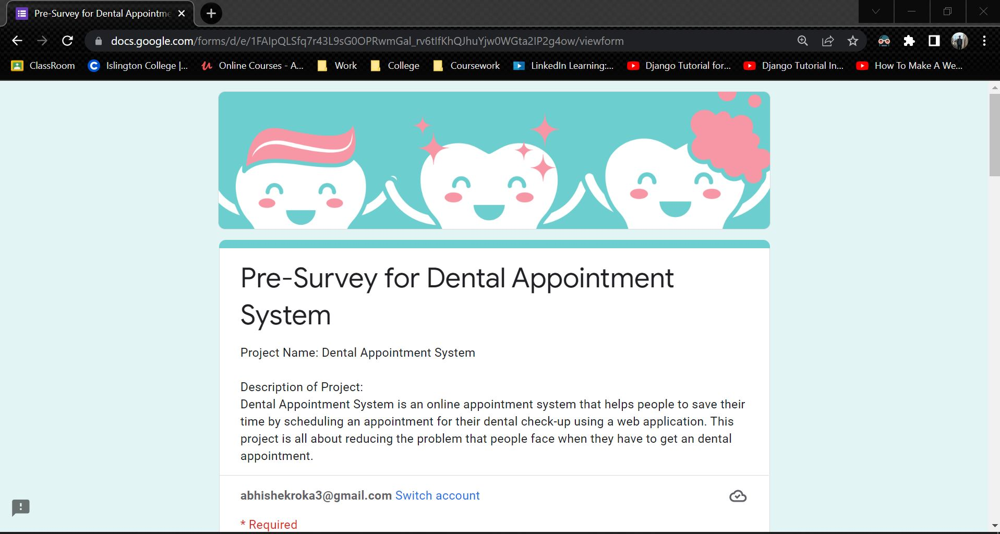 Pre-Survey for Dental Appointme
docs.google.com/forms/d/e/1FAIpQLSfq7r43L9sG0OPRwmGal_rv6tIfKhQJhuYjw0WGta2IP2g4ow/viewform
ClassRoom Islington College |... Online Courses - A... Work College Coursework LinkedIn Learning:... Django Tutorial for... Django Tutorial In... How To Make A We...
Pre-Survey for Dental Appointment
System
Project Name: Dental Appointment System
Description of Project:
Dental Appointment System is an online appointment system that helps people to save their
time by scheduling an appointment for their dental check-up using a web application. This
project is all about reducing the problem that people face when they have to get an dental
appointment.
abhishekroka3@gmail.com Switch account
* Required